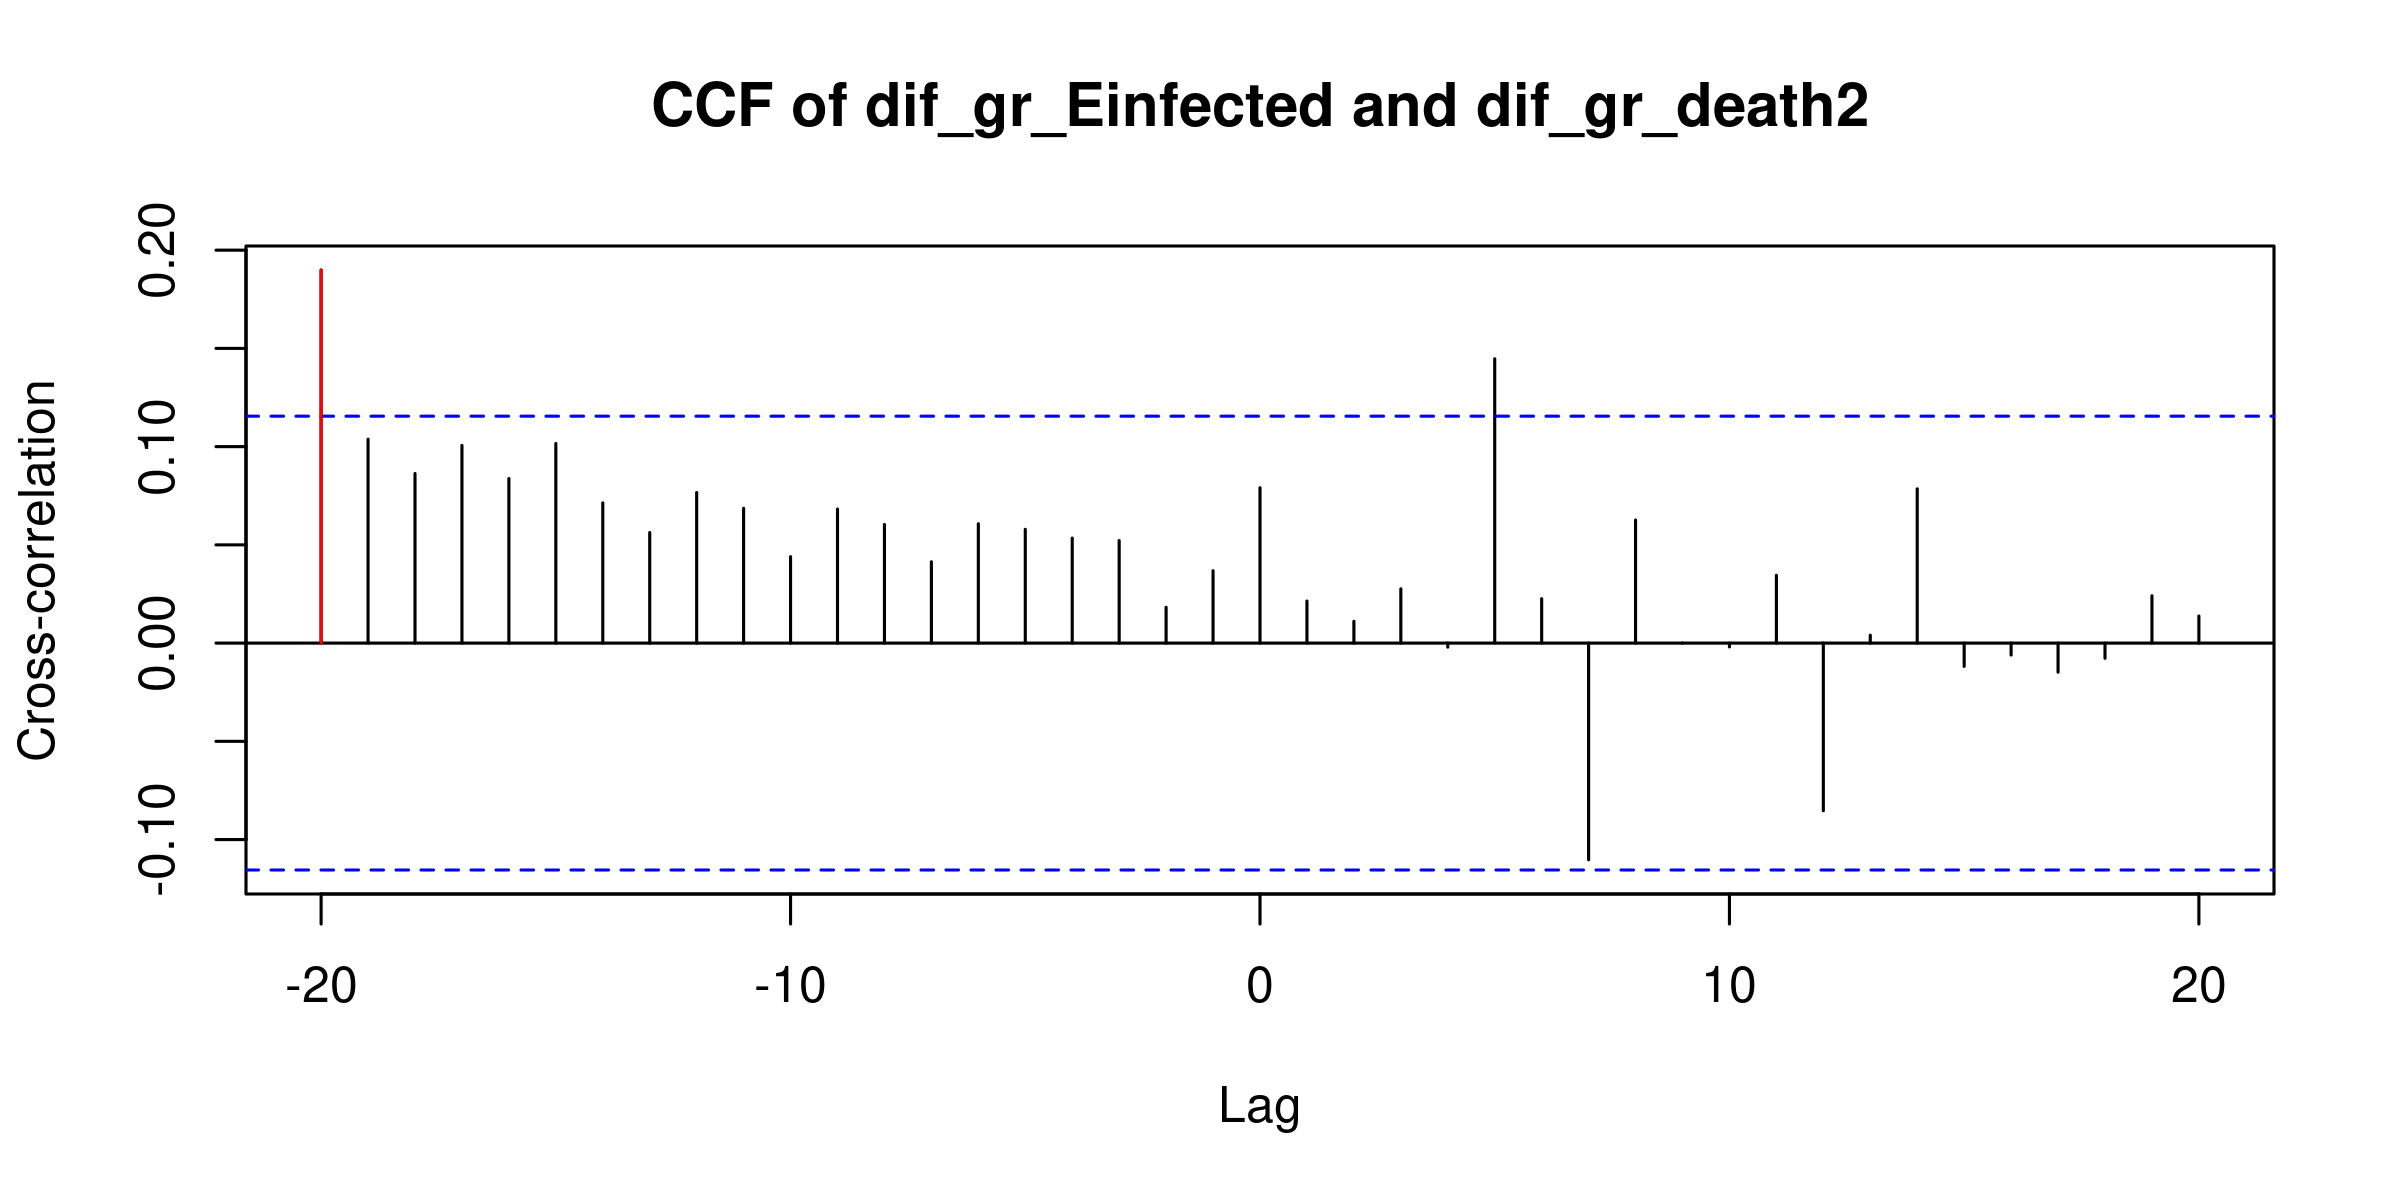 CCF of dif_gr_Einfected and dif_gr_death2
Cross-correlation
0.20
0.10
0.00
-0.10
-20 -10 0 10 20
Lag